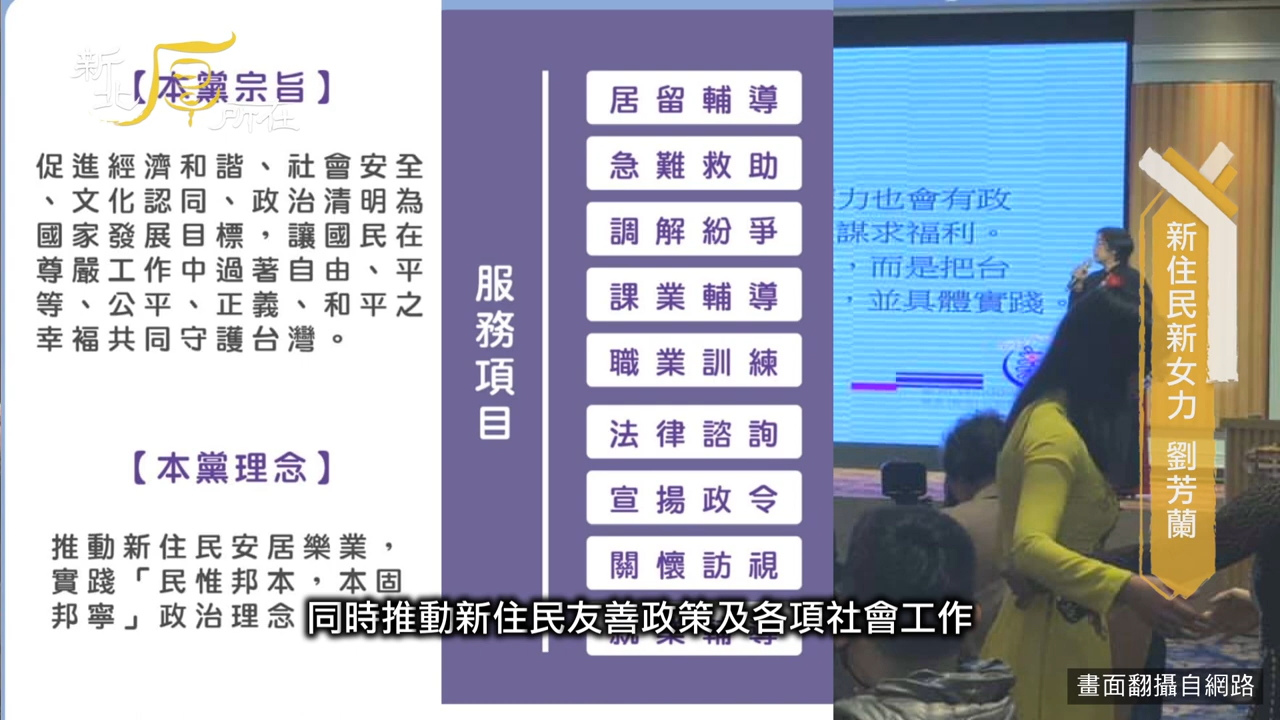 新北厝所在
【本黨宗旨】
促進經濟和諧、社會安全
、文化認同、政治清明為
國家發展目標，讓國民在
尊嚴工作中過著自由、平
等、公平、正義、和平之
幸褔共同守護台灣。
【本黨理念】
推動新住民安居樂業，
實踐「民惟邦本，本固
邦寧」政治理念
服務項目
居留輔導
急難救助
調解紛爭
課業輔導
職業訓練
法律諮詢
宣揚政令
關懷訪視
就業輔導
力也會有政
謀求福利。
，而是把台
，並具體實踐。
新住民新女力 劉芳蘭
同時推動新住民友善政策及各項社會工作
畫面翻攝自網路